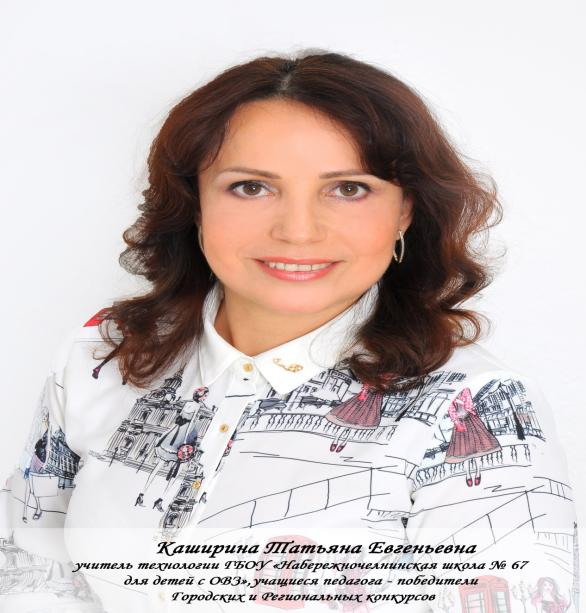 Каширина Татьяна Евгеньевна
учитель технологии ГБОУ «Набережночелнинская школа № 67
для детей с ОВЗ»,учащиеся педагога - победители
Городских и Региональных конкурсов